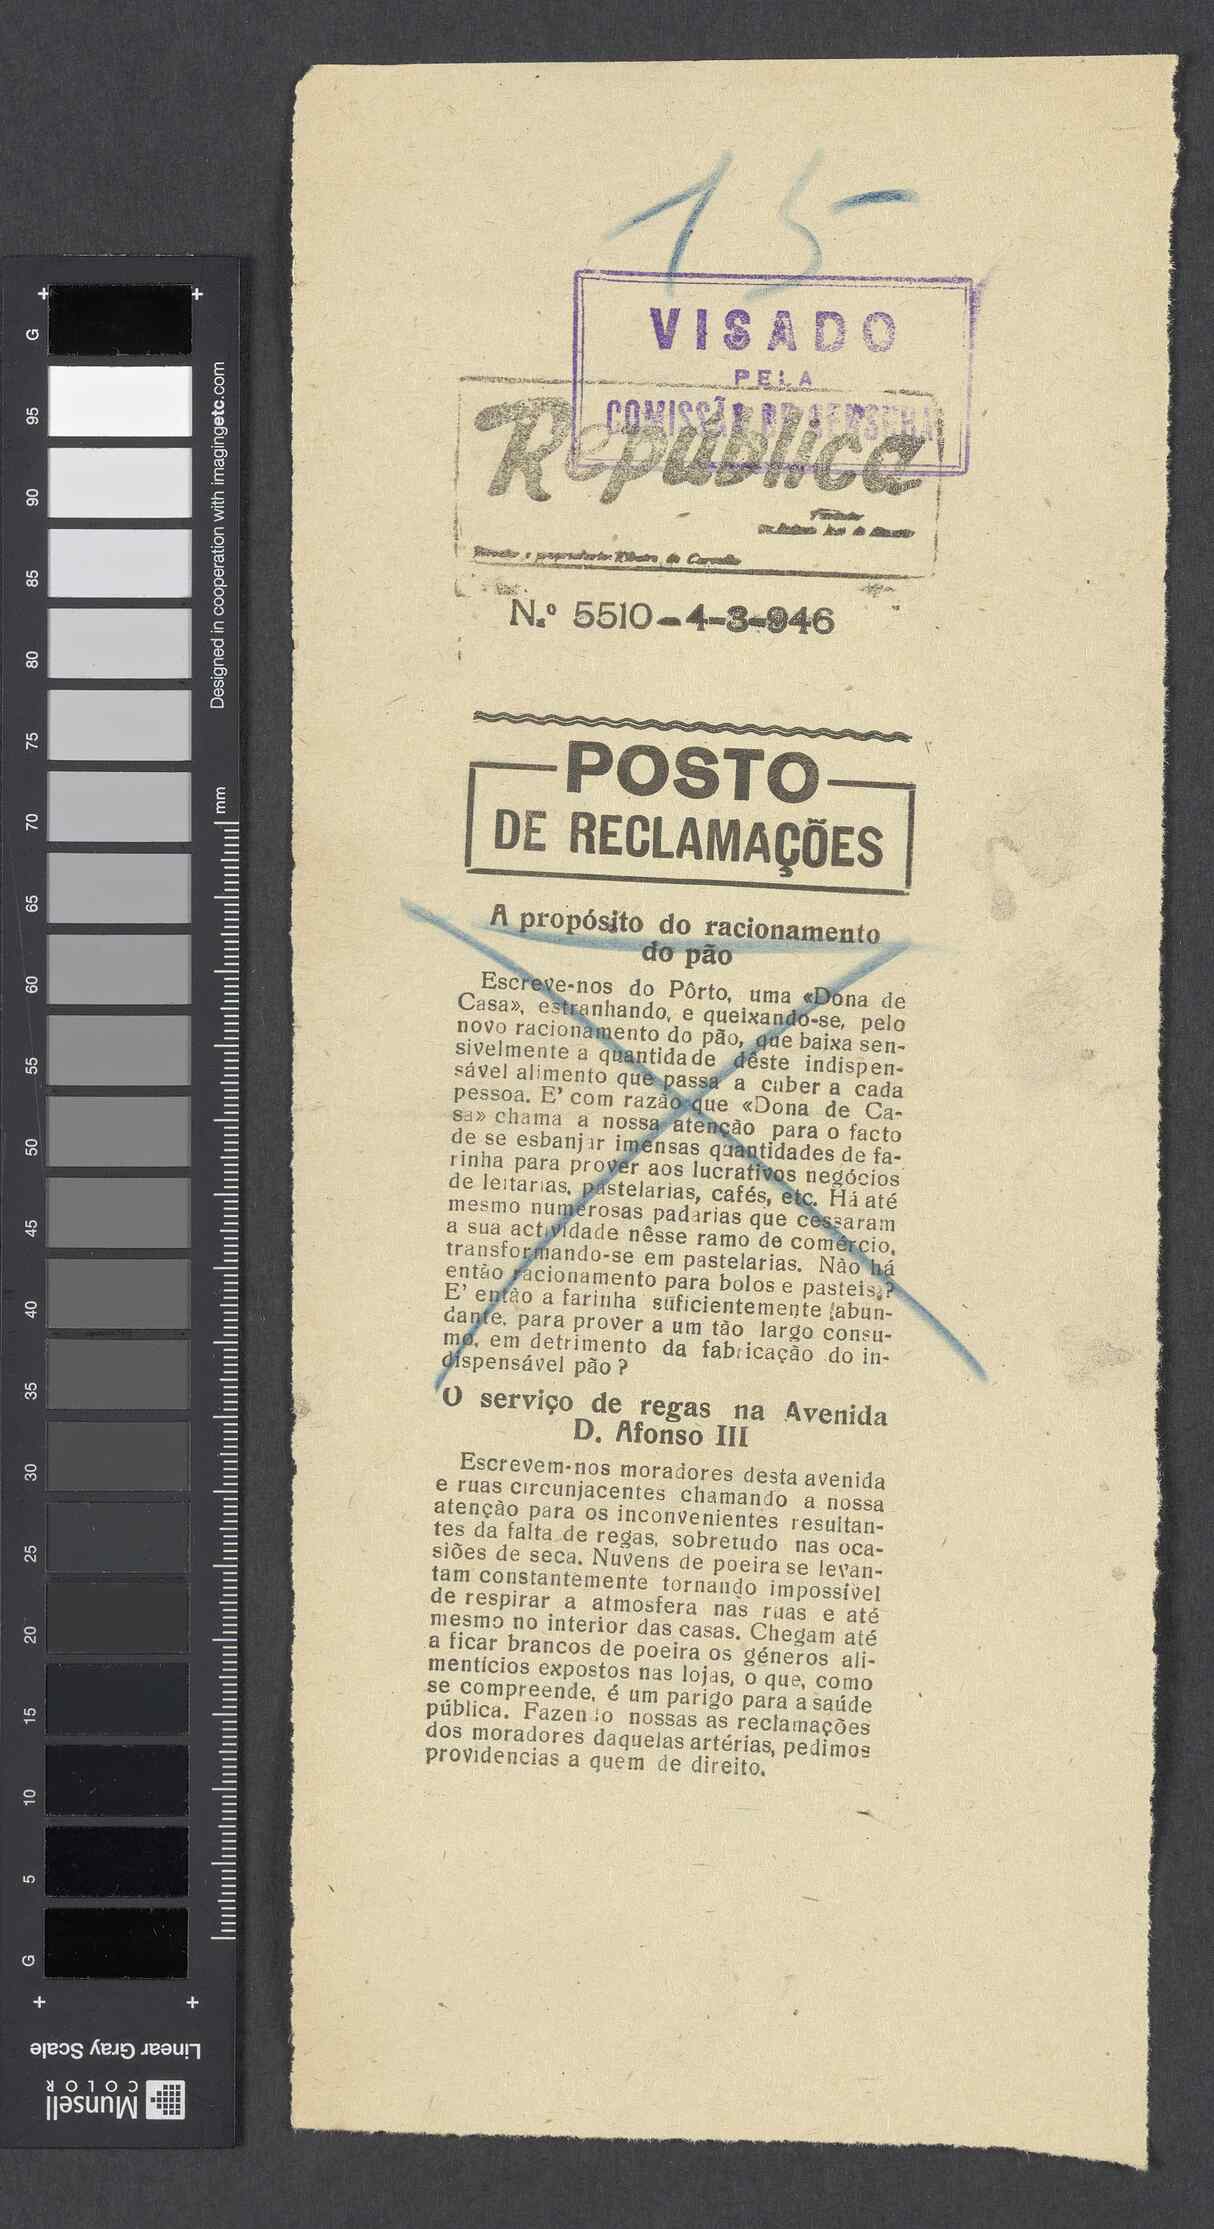 15
VISADO
PELA
COMISSÃO DE CENSURA
República
Director e proprietario: Ribeiro de Carvalho
N.º 5510-4-3-946
POSTO
DE RECLAMAÇÕES
A propósito do racionamento
do pão
Escreve-nos do Pôrto, uma «Dona de
Casa», estranhando, e queixando-se, pelo
novo racionamento do pão, que baixa sen-
sivelmente a quantidade dêste indispen-
sável alimento que passa a caber a cada
pessoa. E' com razão que «Dona de Ca-
sa» chama a nossa atenção para o facto
de se esbanjar imensas quantidades de fa-
rinha para prover aos lucrativos negócios
de leitarias, pastelarias, cafés, etc. Há até
mesmo numerosas padarias que cessaram
a sua actividade nêsse ramo de comércio,
transformando-se em pastelarias. Não há
então racionamento para bolos e pasteis?
E' então a farinha suficientemente abun-
dante, para prover a um tão largo consu-
mo, em detrimento da fabricação do in-
dispensável pão?
O serviço de regas na Avenida
D. Afonso III
Escrevem-nos moradores desta avenida
e ruas circunjacentes chamando a nossa
atenção para os inconvenientes resultan-
tes da falta de regas, sobretudo nas oca-
siões de seca. Nuvens de poeira se levan-
tam constantemente tornando impossível
de respirar a atmosfera nas ruas e até
mesmo no interior das casas. Chegam até
a ficar brancos de poeira os géneros ali-
mentícios expostos nas lojas, o que, como
se compreende, é um parigo para a saúde
pública. Fazendo nossas as reclamações
dos moradores daquelas artérias, pedimos
providencias a quem de direito.
G
95
90
85
80
75
70
65
60
55
50
45
40
35
30
25
20
15
10
5
G
Designed in cooperation with imagingetc.com
mm
Linear Gray Scale
Munsell
COLOR